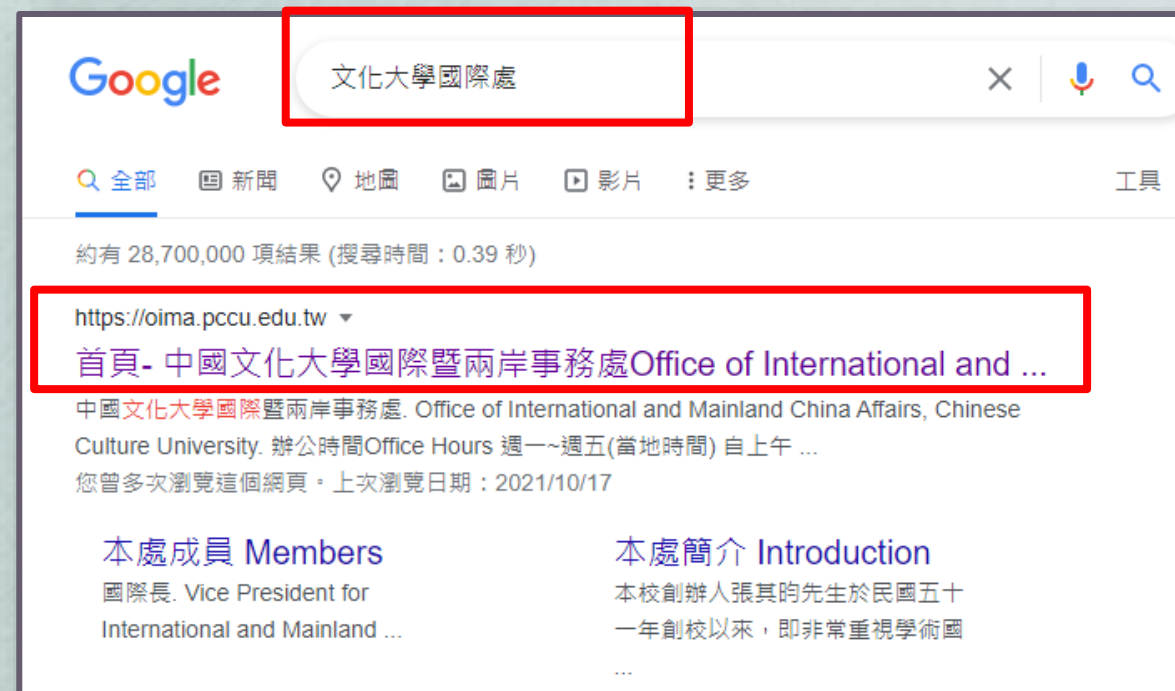 Google 文化大學國際處
全部 新聞 地圖 圖片 影片 更多 工具
約有 28,700,000 項結果 (搜尋時間:0.39 秒)
https://oima.pccu.edu.tw
首頁- 中國文化大學國際暨兩岸事務處Office of International and ...
中國文化大學國際暨兩岸事務處. Office of International and Mainland China Affairs, Chinese
Culture University. 辦公時間Office Hours 週一~週五(當地時間) 自上午 ...
您曾多次瀏覽這個網頁。上次瀏覽日期:2021/10/17
本處成員 Members
國際長. Vice President for
International and Mainland ...
本處簡介 Introduction
本校創辦人張其昀先生於民國五十
一年創校以來,即非常重視學術國
...